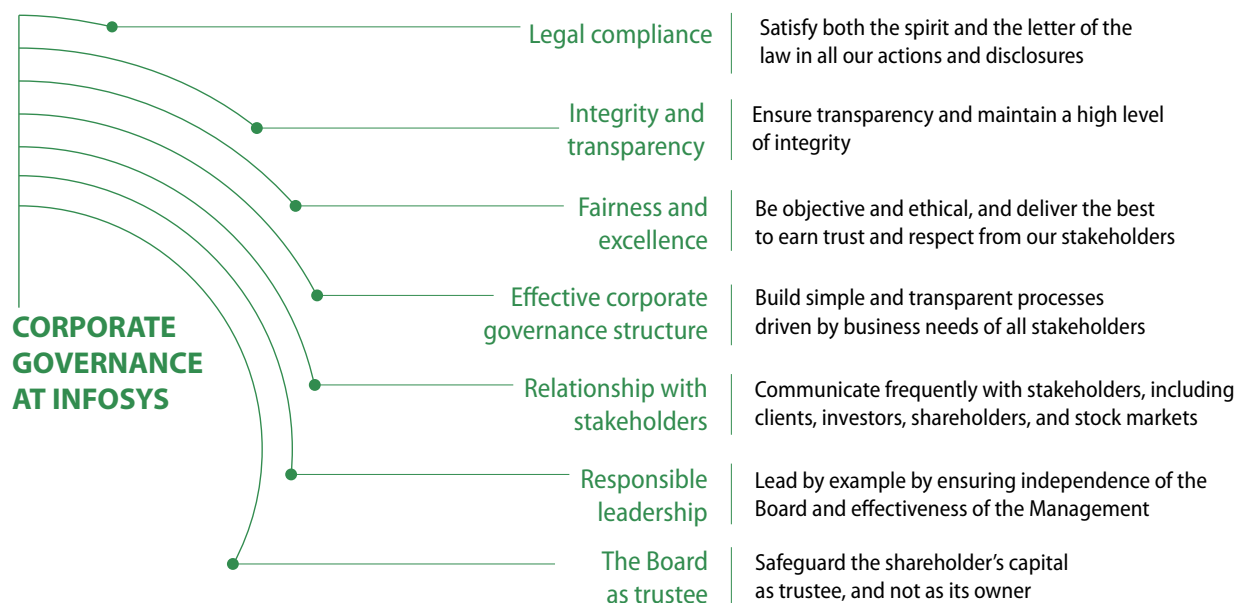 Legal compliance
Satisfy both the spirit and the letter of the
law in all our actions and disclosures
Integrity and
transparency
Ensure transparency and maintain a high level
of integrity
Fairness and
excellence
Be objective and ethical, and deliver the best
to earn trust and respect from our stakeholders
Effective corporate
governance structure
Build simple and transparent processes
driven by business needs of all stakeholders
CORPORATE
GOVERNANCE
AT INFOSYS
Relationship with
stakeholders
Communicate frequently with stakeholders, including
clients, investors, shareholders, and stock markets
Responsible
leadership
Lead by example by ensuring independence of the
Board and effectiveness of the Management
The Board
as trustee
Safeguard the shareholder’s capital
as trustee, and not as its owner